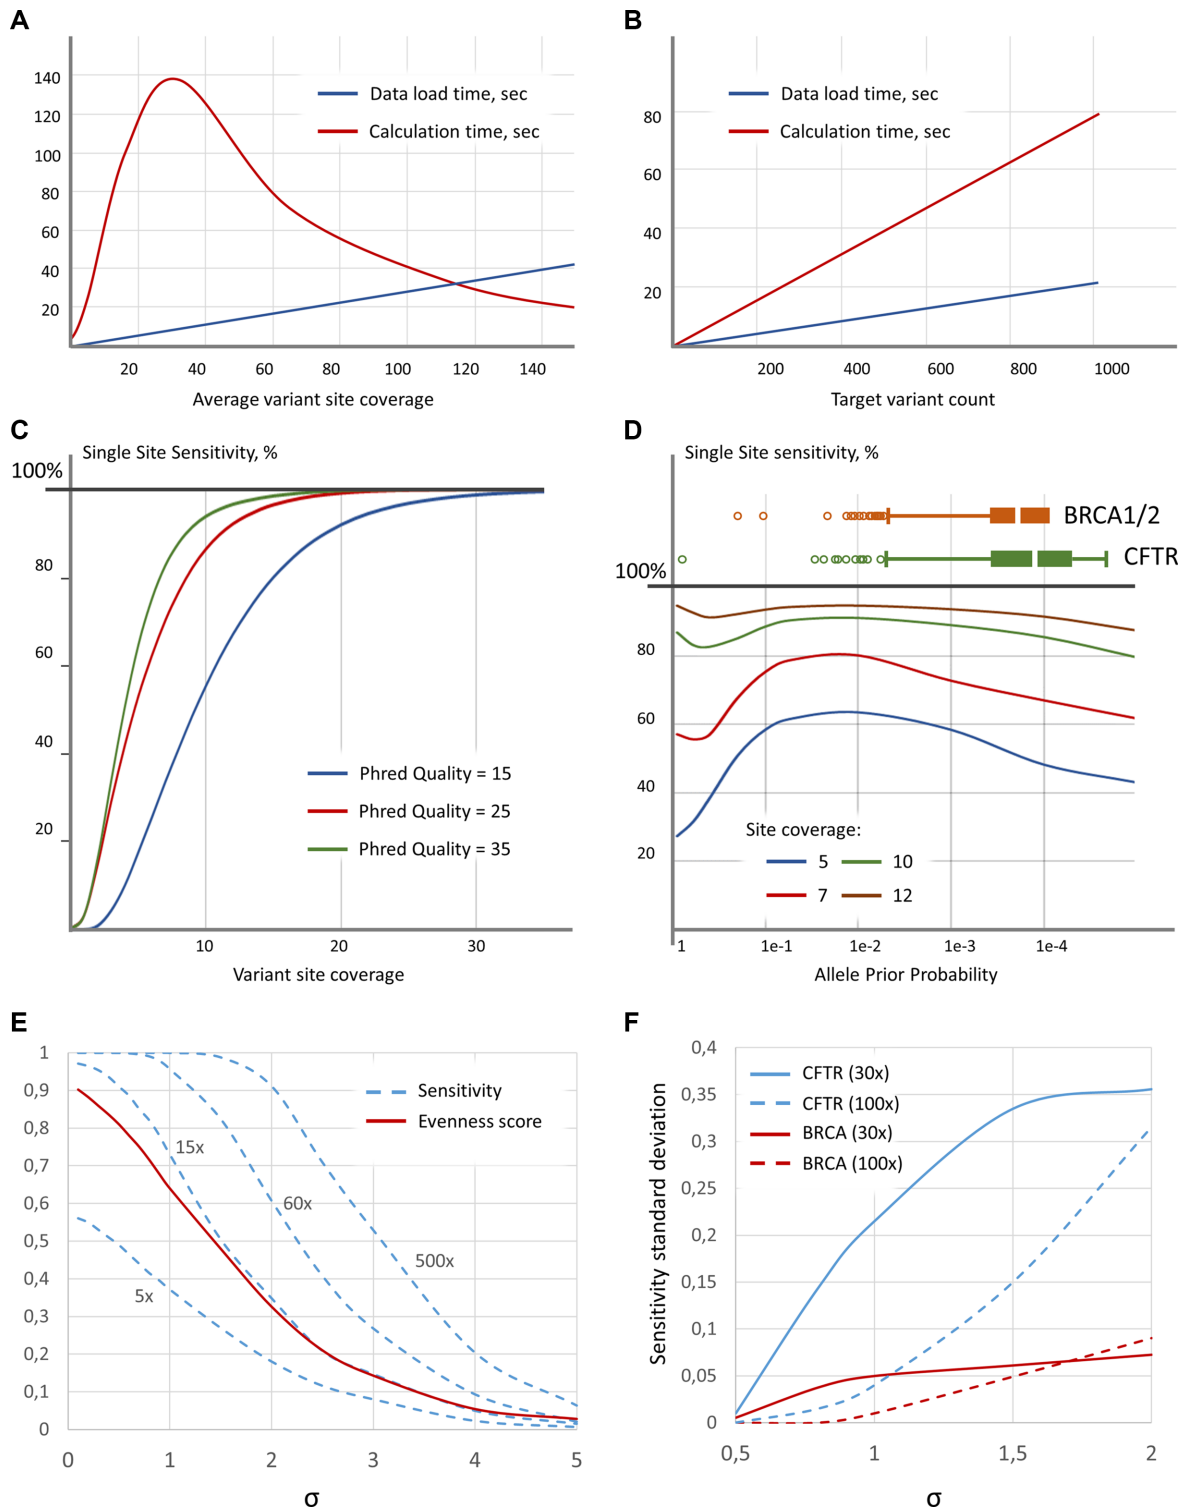 A
140
120
100
80
60
40
20
Data load time, sec
Calculation time, sec
20 40 60 80 100 120 140
Average variant site coverage
B
80
60
40
20
Data load time, sec
Calculation time, sec
200 400 600 800 1000
Target variant count
C
Single Site Sensitivity, %
100%
80
60
40
20
Phred Quality = 15
Phred Quality = 25
Phred Quality = 35
10 20 30
Variant site coverage
D
Single Site sensitivity, %
BRCA1/2
CFTR
100%
80
60
40
20
Site coverage:
5 10
7 12
1 1e-1 1e-2 1e-3 1e-4
Allele Prior Probability
E
1
0,9
0,8
0,7
0,6
0,5
0,4
0,3
0,2
0,1
0
Sensitivity
Evenness score
15x
60x
500x
5x
0 1 2 3 4 5
σ
F
Sensitivity standard deviation
0,4
0,35
0,3
0,25
0,2
0,15
0,1
0,05
0
CFTR (30x)
CFTR (100x)
BRCA (30x)
BRCA (100x)
0,5 1 1,5 2
σ